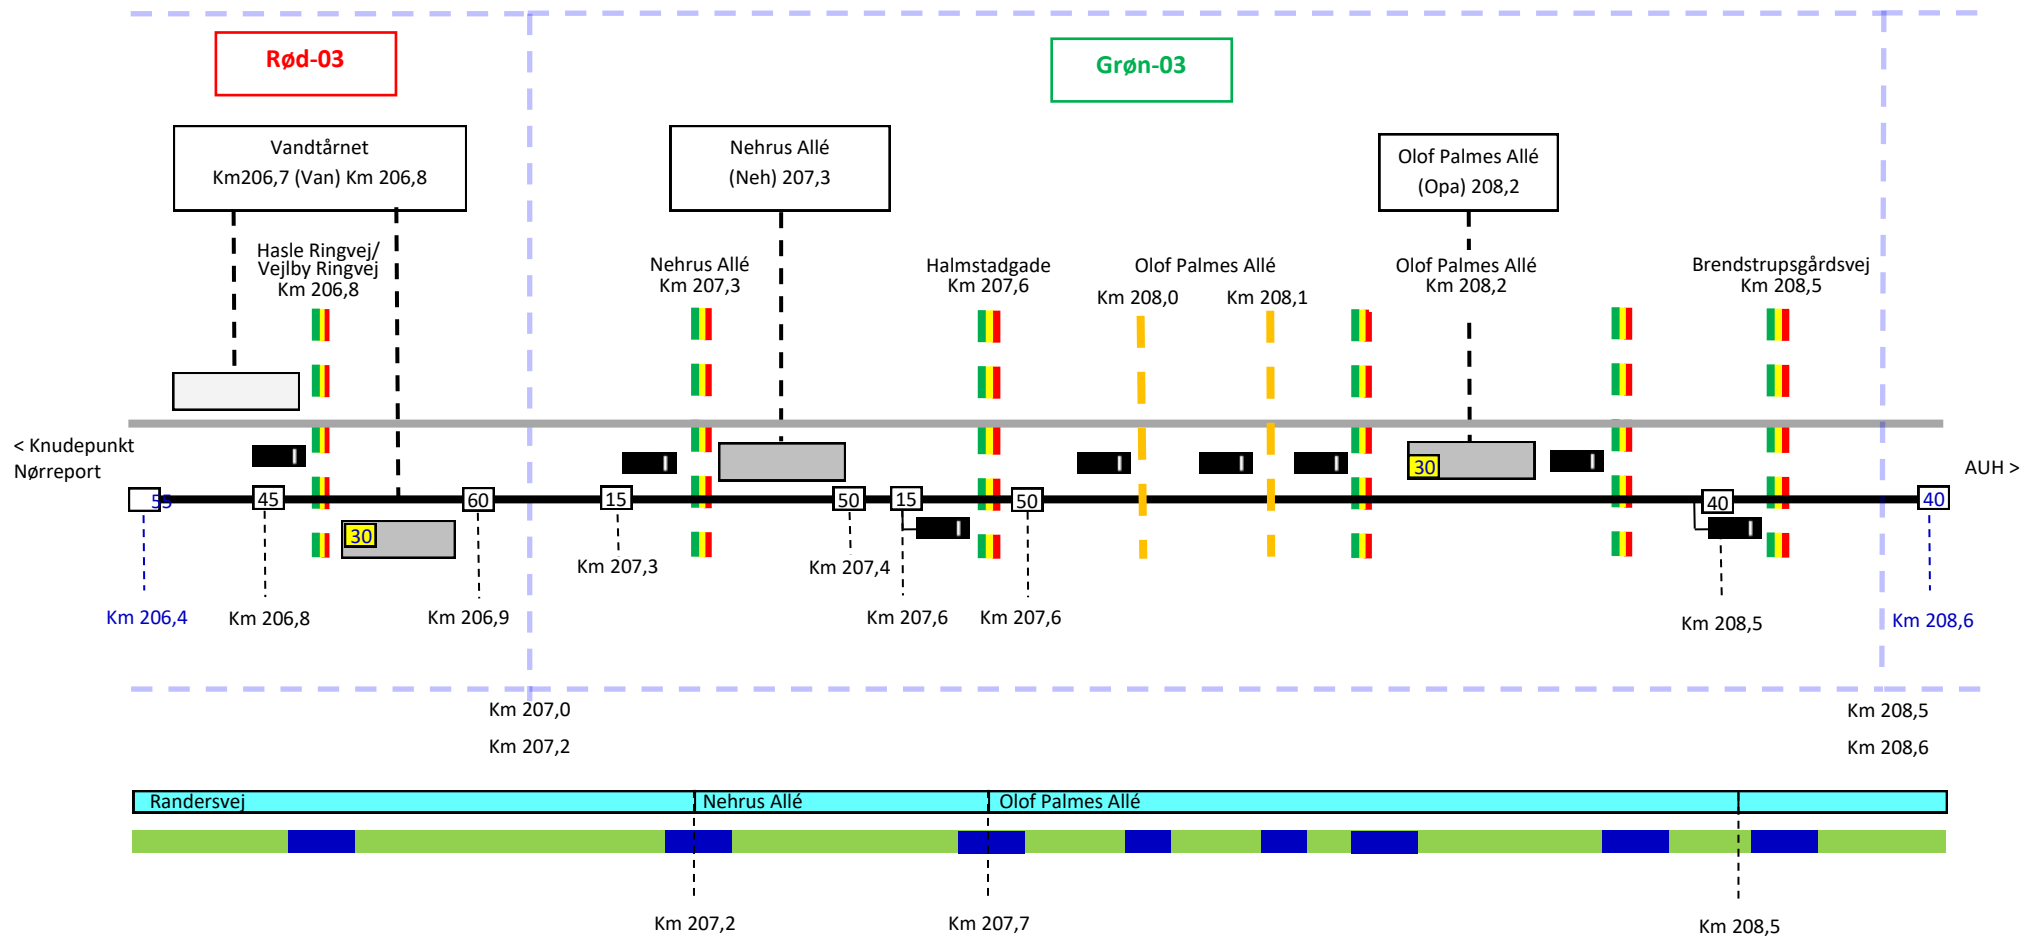 Rød-03
Grøn-03
Vandtårnet
Km206,7 (Van) Km 206,8
Nehrus Allé
(Neh) 207,3
Olof Palmes Allé
(Opa) 208,2
Hasle Ringvej/
Vejlby Ringvej
Km 206,8
Nehrus Allé
Km 207,3
Halmstadgade
Km 207,6
Olof Palmes Allé
Km 208,0
Km 208,1
Olof Palmes Allé
Km 208,2
Brendstrupsgårdsvej
Km 208,5
< Knudepunkt
Nørreport
AUH >
30
55
45
60
15
50
15
50
40
40
30
Km 207,3
Km 207,4
Km 206,4
Km 206,8
Km 206,9
Km 207,6
Km 207,6
Km 208,5
Km 208,6
Km 207,0
Km 207,2
Km 208,5
Km 208,6
Randersvej
Nehrus Allé
Olof Palmes Allé
Km 207,2
Km 207,7
Km 208,5